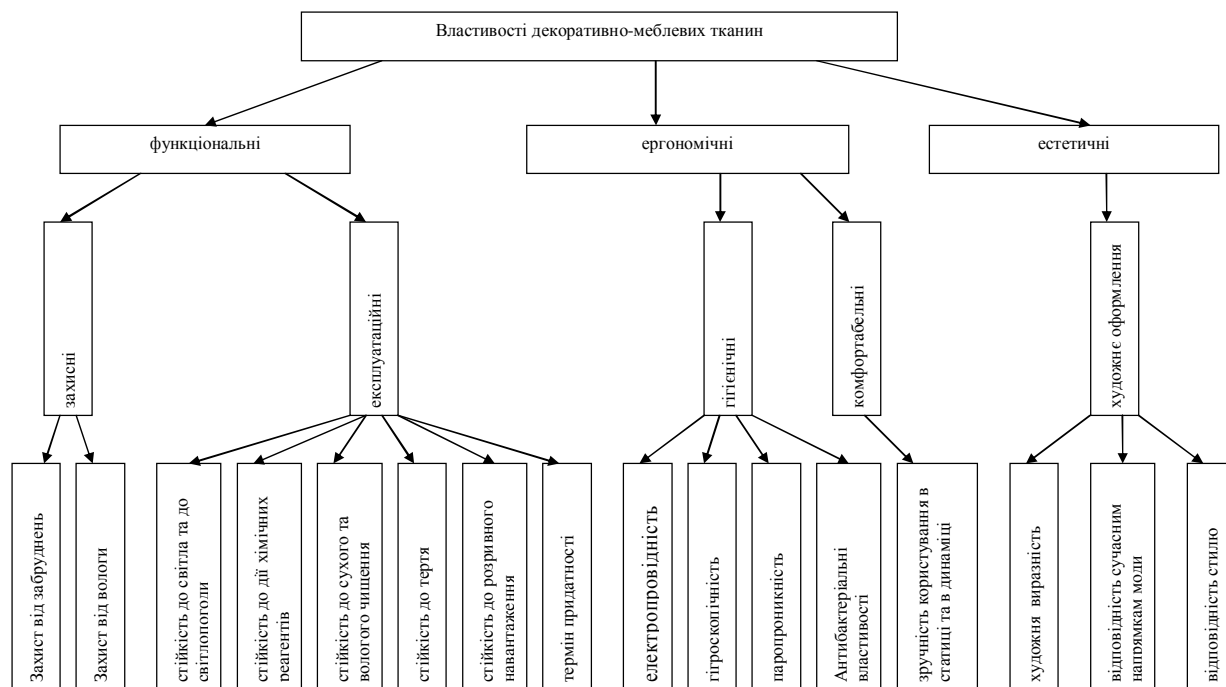 Властивості декоративно-меблевих тканин
функціональні
ергономічні
естетичні
захисні
експлуатаційні
гігієнічні
комфортабельні
художнє оформлення
Захист від забруднень
Захист від вологи
стійкість до світла та до
світлопоголи
стійкість до дії хімічних
реагентів
стійкість до сухого та
вологого чищення
стійкість до тертя
стійкість до розривного
навантаження
термін придатності
електропровідність
гігроскопічність
паропроникність
Антибактеріальні
властивості
зручність користування в
статиці та в динаміці
художня виразність
відповідність сучасним
напрямкам моди
відповідність стилю